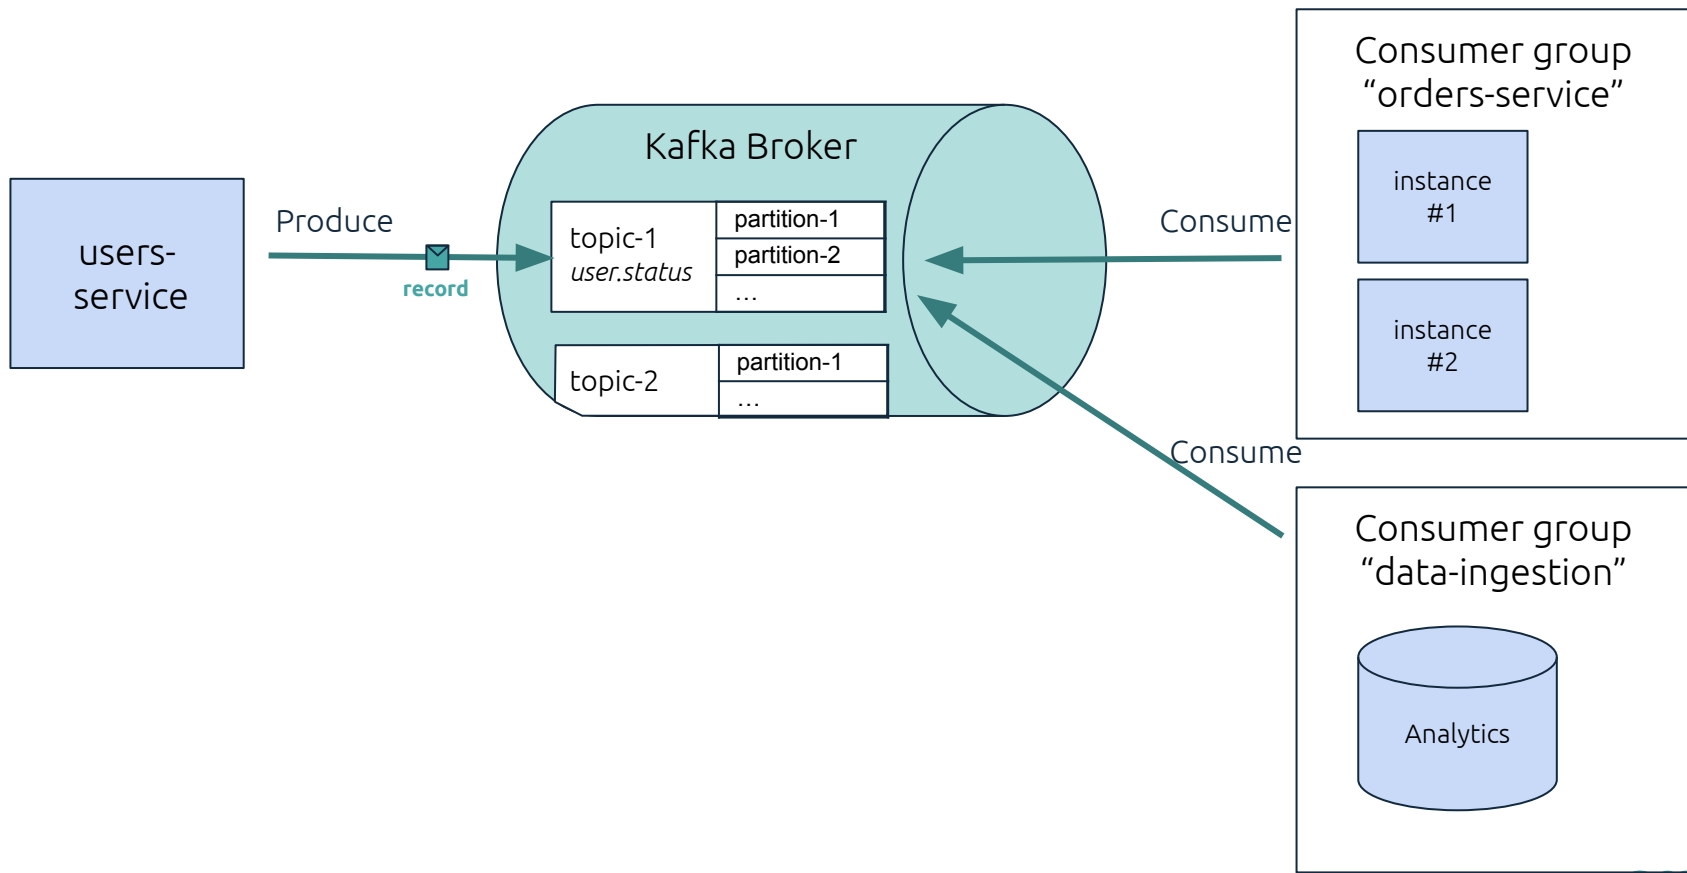 users-
service
Produce
record
Kafka Broker
topic-1
user.status
partition-1
partition-2
...
topic-2
partition-1
...
Consume
Consume
Consumer group
“orders-service”
instance
#1
instance
#2
Consumer group
“data-ingestion”
Analytics